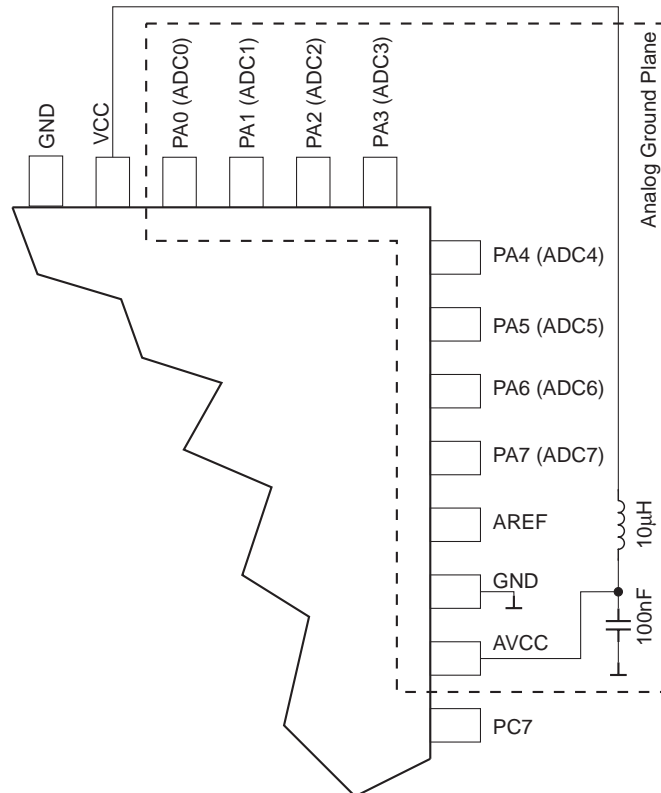 GND
VCC
PA0 (ADC0)
PA1 (ADC1)
PA2 (ADC2)
PA3 (ADC3)
Analog Ground Plane
PA4 (ADC4)
PA5 (ADC5)
PA6 (ADC6)
PA7 (ADC7)
AREF
10μH
GND
AVCC
100nF
PC7